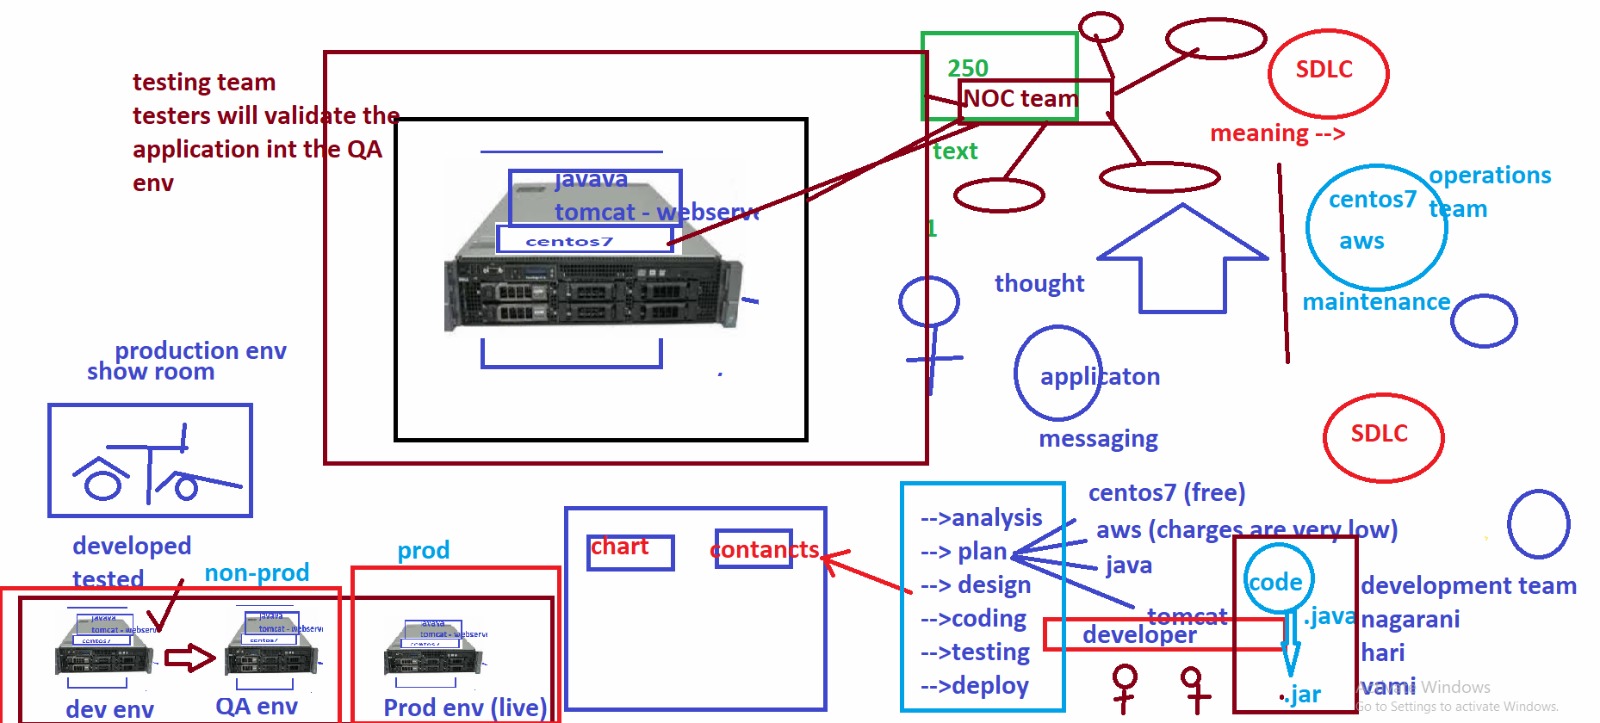 testing team
testers will validate the
application int the QA
env
250
NOC team
text
1
SDLC
meaning -->
operations
team
centos7
aws
maintenance
javava
tomcat - webserv
centos7
thought
applicaton
messaging
production env
show room
SDLC
developed
tested
non-prod
prod
chart
contancts
-->analysis
--> plan
--> design
-->coding
-->testing
-->deploy
centos7 (free)
aws (charges are very low)
java
tomcat
developer
code
.java
.jar
development team
nagarani
hari
vami
javava
tomcat - webserv
centos7
javava
tomcat - webserv
centos7
javava
tomcat - webserv
centos7
dev env
QA env
Prod env (live)
Activate Windows
Go to Settings to activate Windows.